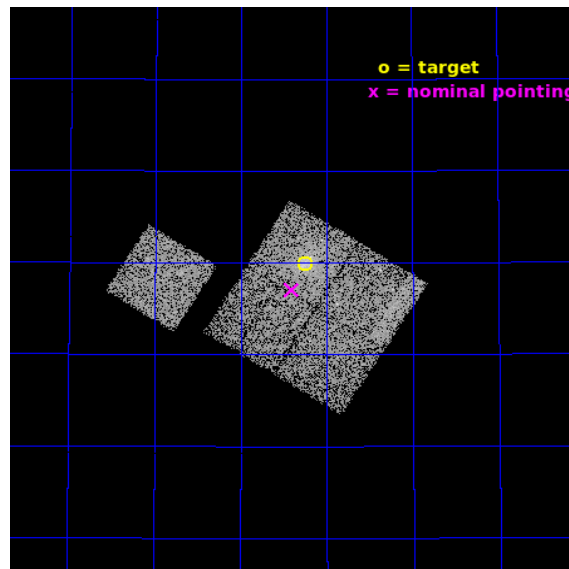 o = target
x = nominal pointing